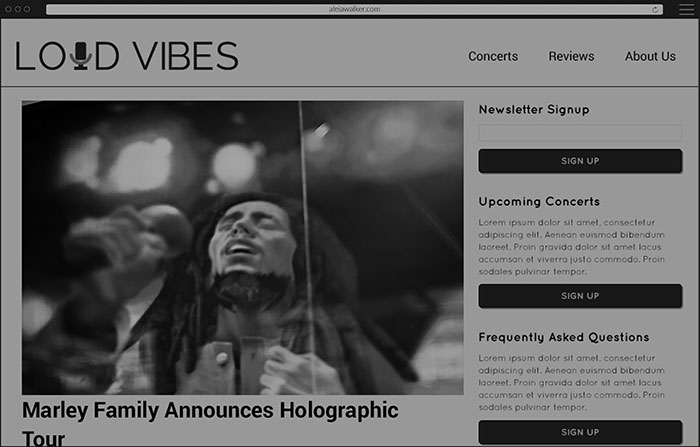 aleiawalker.com
LOUD VIBES
Concerts
Reviews
About Us
Marley Family Announces Holographic
Tour
Newsletter Signup
SIGN UP
Upcoming Concerts
Lorem ipsum dolor sit amet, consectetur
adipiscing elit. Aenean euismod bibendum
laoreet. Proin gravida dolor sit amet lacus
accumsan et viverra justo commodo. Proin
sodales pulvinar tempor.
SIGN UP
Frequently Asked Questions
Lorem ipsum dolor sit amet, consectetur
adipiscing elit. Aenean euismod bibendum
laoreet. Proin gravida dolor sit amet lacus
accumsan et viverra justo commodo. Proin
sodales pulvinar tempor.
SIGN UP